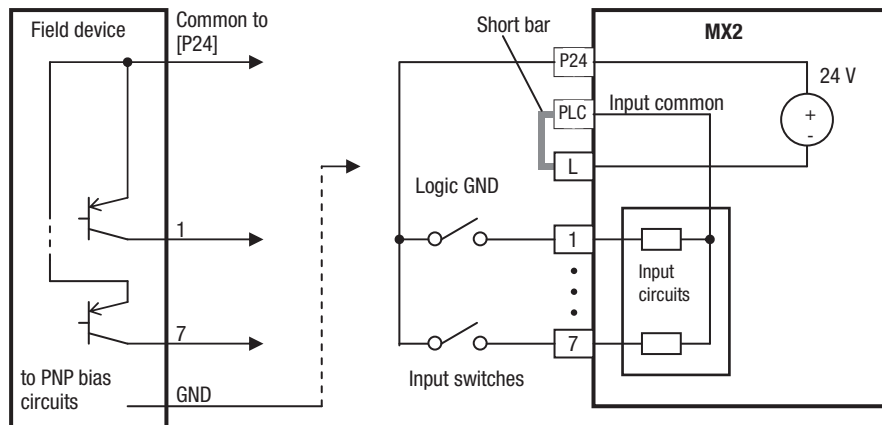 Field device
Common to
[P24]
1
7
to PNP bias
circuits
GND
Short bar
MX2
P24
24 V
PLC
Input common
+
-
L
Logic GND
1
Input
circuits
7
Input switches